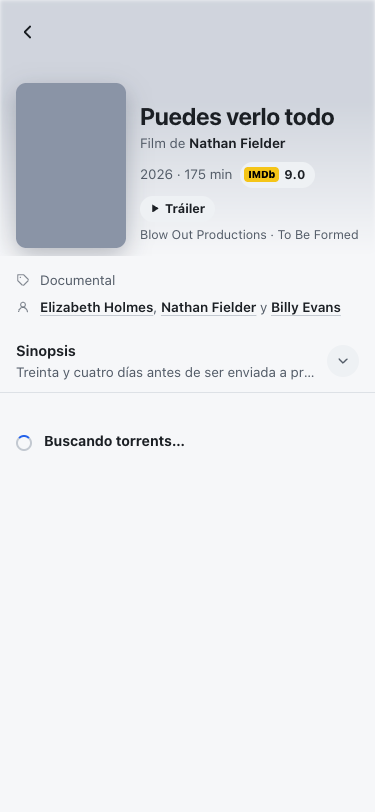 Puedes verlo todo
Film de Nathan Fielder
2026 · 175 min IMDb 9.0
Tráiler
Blow Out Productions · To Be Formed
Documental
Elizabeth Holmes, Nathan Fielder y Billy Evans
Sinopsis
Treinta y cuatro días antes de ser enviada a pr...
Buscando torrents...